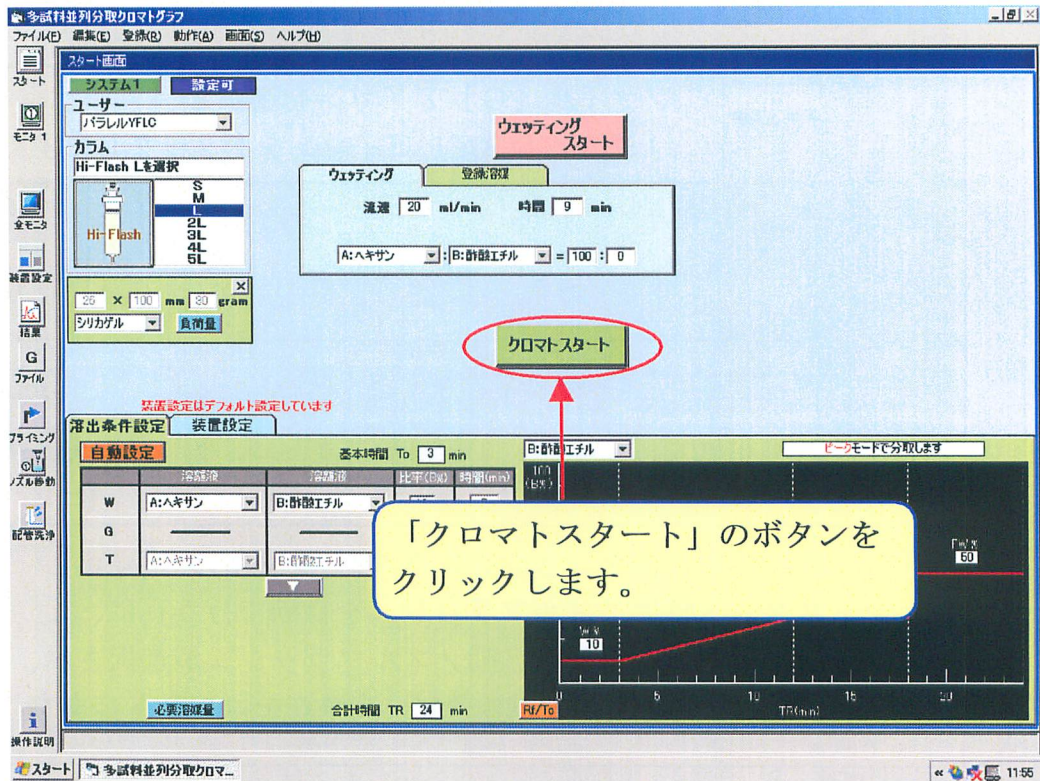 多試料並列分取クロマトグラフ
ファイル(F) 編集(E) 登録(R) 動作(A) 画面(S) ヘルプ(H)
スタート
モニタ 1
全モニタ
装置設定
結果
G
ファイル
プライミング
ノズル移動
配管洗浄
操作説明
スタート画面
システム1 設定可
ユーザー
パラレルYFLC
カラム
Hi-Flash Lを選択
Hi-Flash
S
M
L
2L
3L
4L
5L
× 100 mm 30 gram
シリカゲル 負荷量
ウェッティング
スタート
ウェッティング 登録溶媒
流速 20 ml/min 時間 9 min
A:ヘキサン : B:酢酸エチル = 100 : 0
クロマトスタート
装置設定はデフォルト設定しています
溶出条件設定 装置設定
自動設定 基本時間 To 3 min
溶離液 溶離液 比率(B%) 時間(min)
W A:ヘキサン B:酢酸エチル
G
T A:ヘキサン B:酢酸エチル
必要溶媒量 合計時間 TR 24 min Rf/To
B:酢酸エチル ピークモードで分取します
100
(B%)
60
10
0 5 10 15 20
TR(min)
「クロマトスタート」のボタンを
クリックします。
スタート 多試料並列分取クロマ... « 11:55